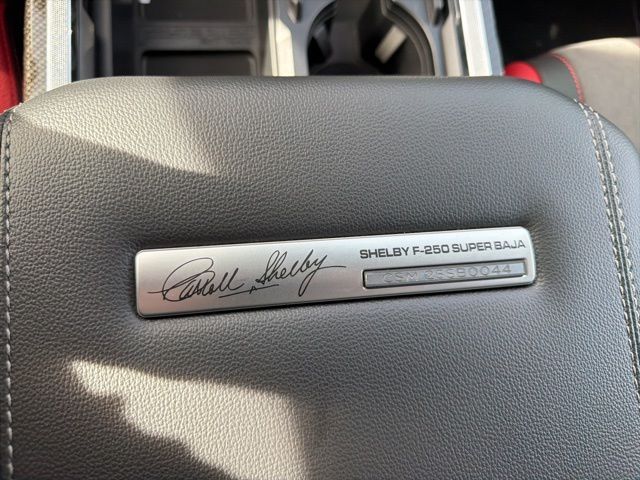 Carroll Shelby
SHELBY F-250 SUPER BAJA
CSM 25SB0044